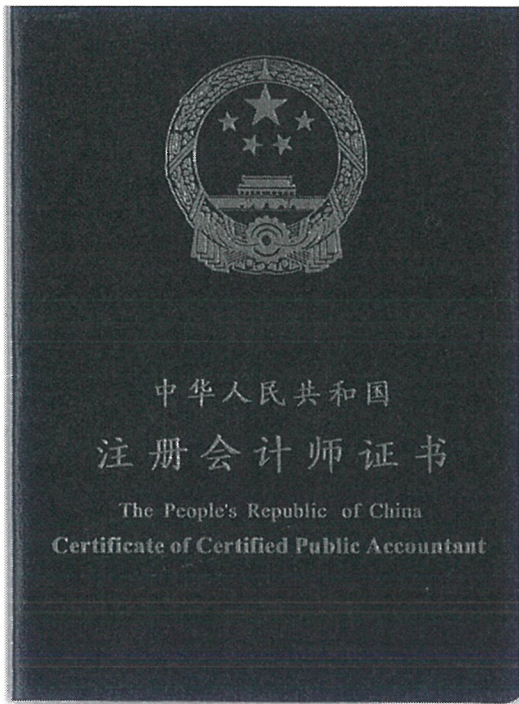 中华人民共和国
注册会计师证书
The People's Republic of China
Certificate of Certified Public Accountant